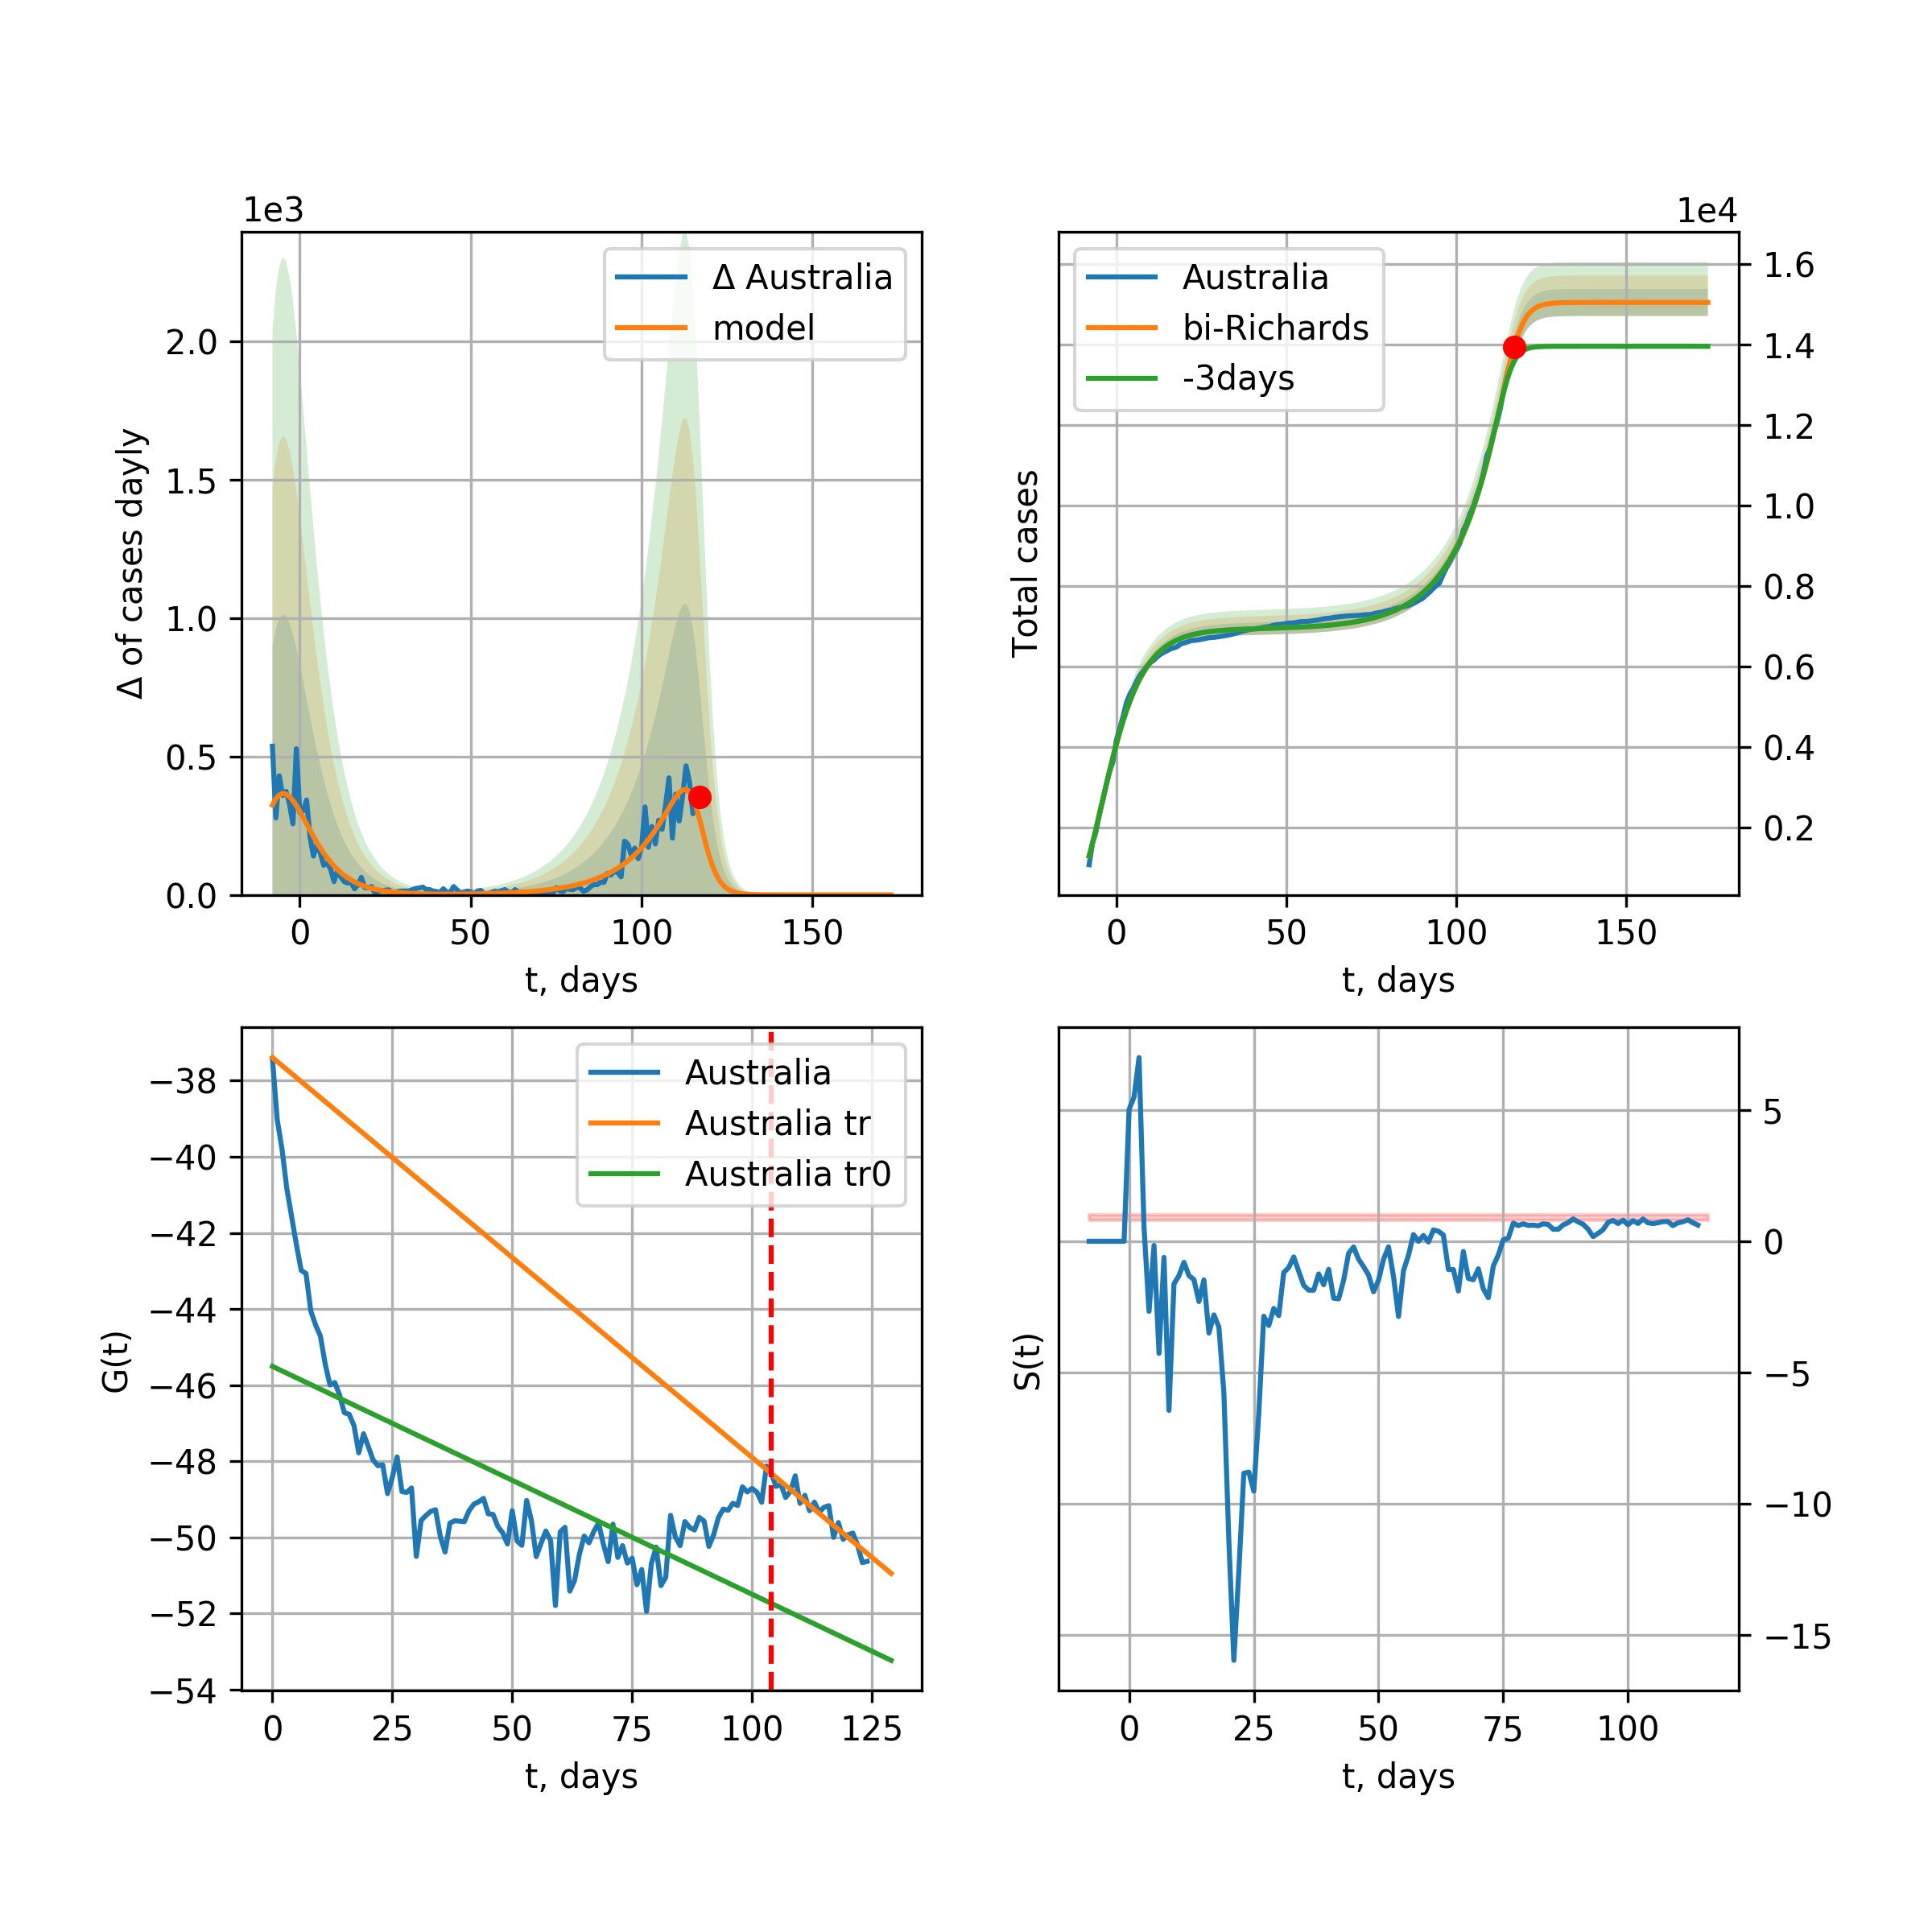 1e3
Δ of cases dayly
2.0
1.5
1.0
0.5
0.0
Δ Australia
model
0 50 100 150
t, days
1e4
Total cases
Australia
bi-Richards
-3days
1.6
1.4
1.2
1.0
0.8
0.6
0.4
0.2
0 50 100 150
t, days
G(t)
−38
−40
−42
−44
−46
−48
−50
−52
−54
Australia
Australia tr
Australia tr0
0 25 50 75 100 125
t, days
S(t)
5
0
−5
−10
−15
0 25 50 75 100
t, days